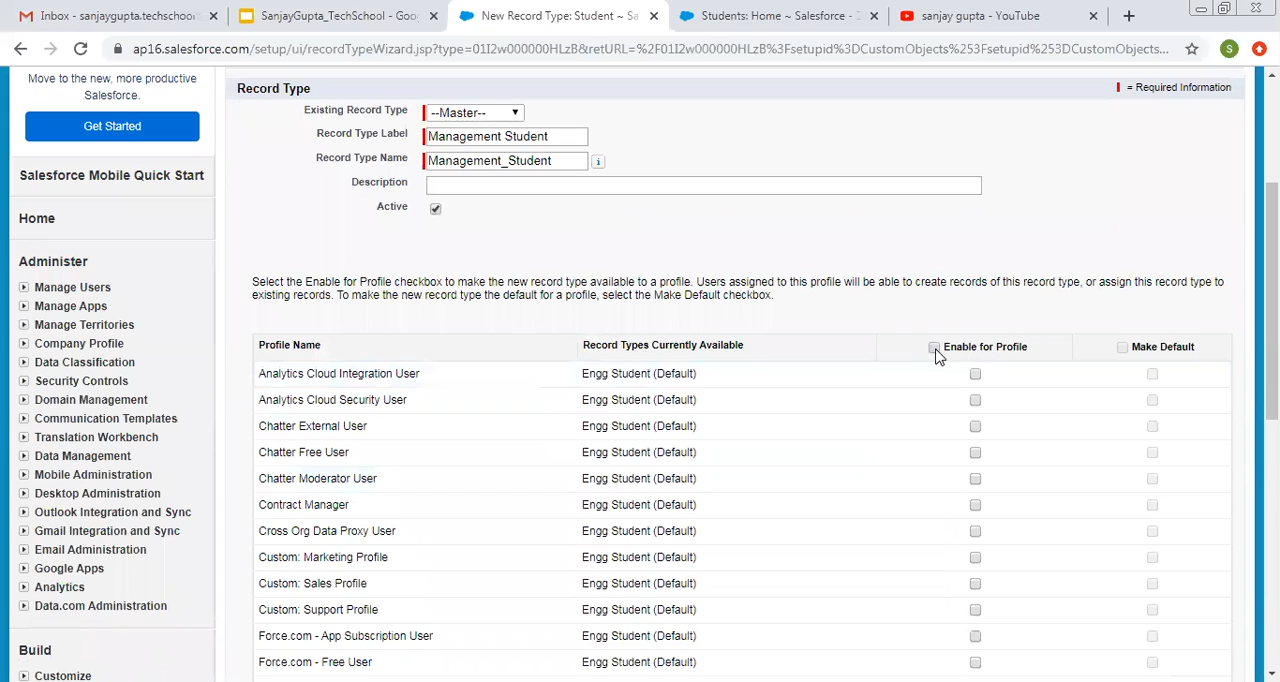 Inbox - sanjaygupta.techschoo
SanjayGupta_TechSchool - Goo
New Record Type: Student ~ Sa
Students: Home ~ Salesforce -
sanjay gupta - YouTube
ap16.salesforce.com/setup/ui/recordTypeWizard.jsp?type=01I2w000000HLzB&retURL=%2F01I2w000000HLzB%3Fsetupid%3DCustomObjects%253Fsetupid%253DCustomObjects...
S
Move to the new, more productive
Salesforce.
Get Started
Salesforce Mobile Quick Start
Home
Administer
Manage Users
Manage Apps
Manage Territories
Company Profile
Data Classification
Security Controls
Domain Management
Communication Templates
Translation Workbench
Data Management
Mobile Administration
Desktop Administration
Outlook Integration and Sync
Gmail Integration and Sync
Email Administration
Google Apps
Analytics
Data.com Administration
Build
Customize
Record Type
= Required Information
Existing Record Type --Master--
Record Type Label Management Student
Record Type Name Management_Student i
Description
Active
Select the Enable for Profile checkbox to make the new record type available to a profile. Users assigned to this profile will be able to create records of this record type, or assign this record type to
existing records. To make the new record type the default for a profile, select the Make Default checkbox.
Profile Name Record Types Currently Available Enable for Profile Make Default
Analytics Cloud Integration User Engg Student (Default)
Analytics Cloud Security User Engg Student (Default)
Chatter External User Engg Student (Default)
Chatter Free User Engg Student (Default)
Chatter Moderator User Engg Student (Default)
Contract Manager Engg Student (Default)
Cross Org Data Proxy User Engg Student (Default)
Custom: Marketing Profile Engg Student (Default)
Custom: Sales Profile Engg Student (Default)
Custom: Support Profile Engg Student (Default)
Force.com - App Subscription User Engg Student (Default)
Force.com - Free User Engg Student (Default)